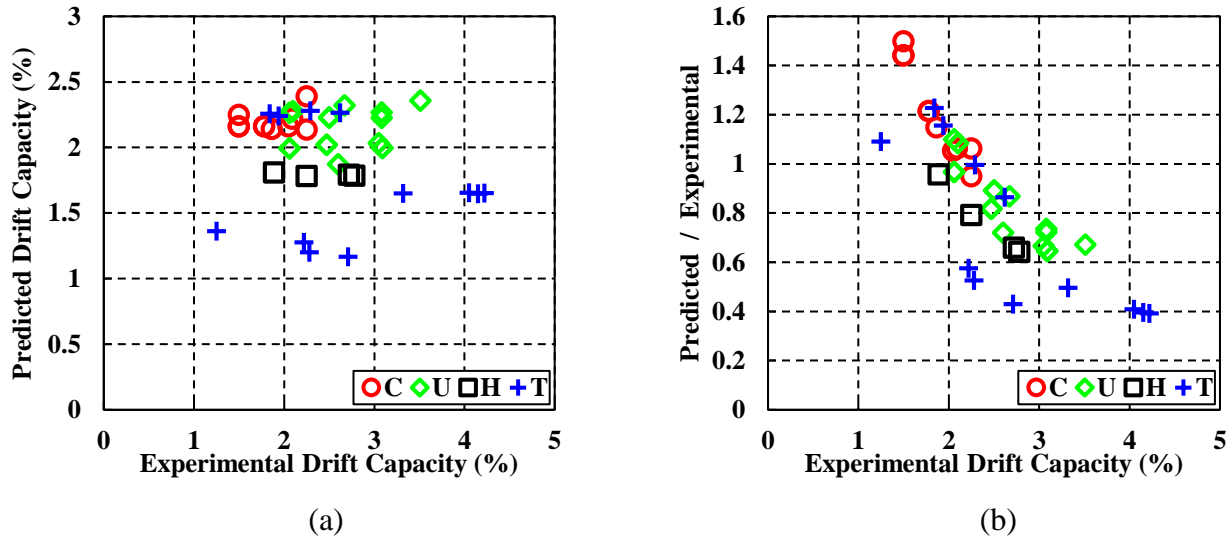 3
2.5
2
1.5
1
0.5
0
0 1 2 3 4 5
Predicted Drift Capacity (%)
Experimental Drift Capacity (%)
C U H T
(a)
1.6
1.4
1.2
1
0.8
0.6
0.4
0.2
0
0 1 2 3 4 5
Predicted / Experimental
Experimental Drift Capacity (%)
C U H T
(b)